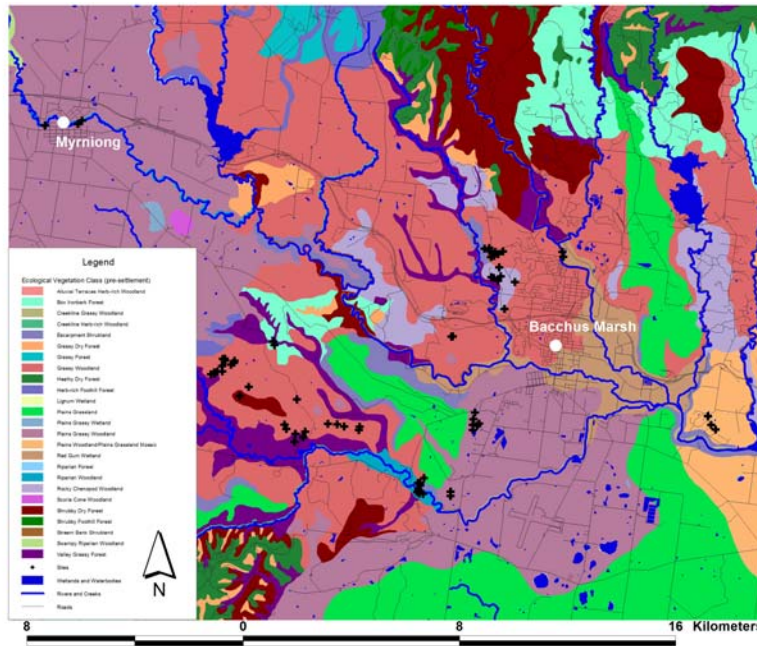 Myrniong
Bacchus Marsh
Legend
Ecological Vegetation Class (pre-settlement)
Alluvial Terraces Herb-rich Woodland
Box Ironbark Forest
Creekline Grassy Woodland
Creekline Herb-rich Woodland
Escarpment Shrubland
Grassy Dry Forest
Grassy Forest
Grassy Woodland
Heathy Dry Forest
Herb-rich Foothill Forest
Lignum Wetland
Plains Grassland
Plains Grassy Wetland
Plains Grassy Woodland
Plains Woodland/Plains Grassland Mosaic
Red Gum Wetland
Riparian Forest
Riparian Woodland
Rocky Chenopod Woodland
Scoria Cone Woodland
Shrubby Dry Forest
Shrubby Foothill Forest
Stream Bank Shrubland
Swampy Riparian Woodland
Valley Grassy Forest
Sites
Wetlands and Waterbodies
Rivers and Creeks
Roads
N
8 0 8 16 Kilometers